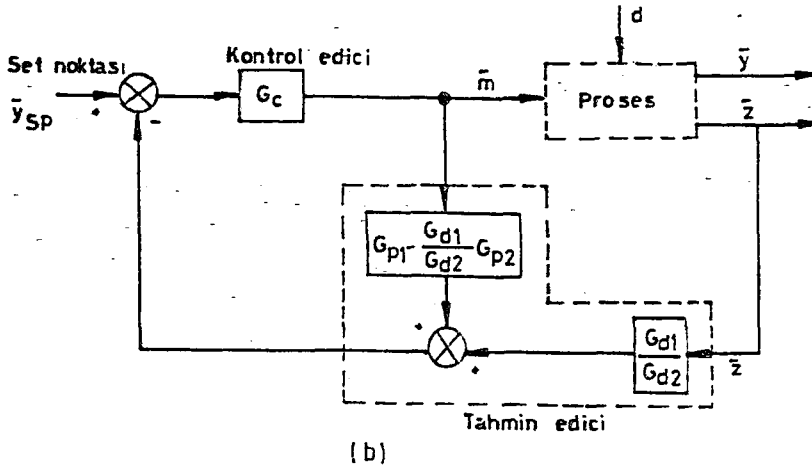 d
Kontrol edici
Set noktası
ȳ
m̄
Gc
Proses
z̄
ȳsp
+
-
Gp1 - Gd1/Gd2 Gp2
+
+
Gd1/Gd2
z̄
Tahmin edici
(b)